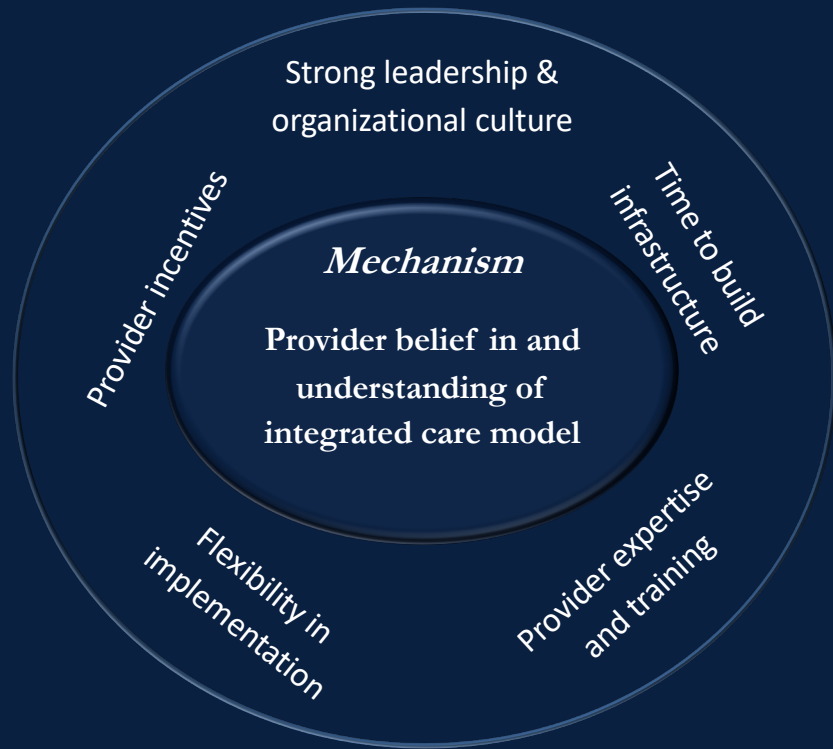 Strong leadership &
organizational culture
Provider incentives
Time to build
infrastructure
Mechanism
Provider belief in and
understanding of
integrated care model
Flexibility in
implementation
Provider expertise
and training